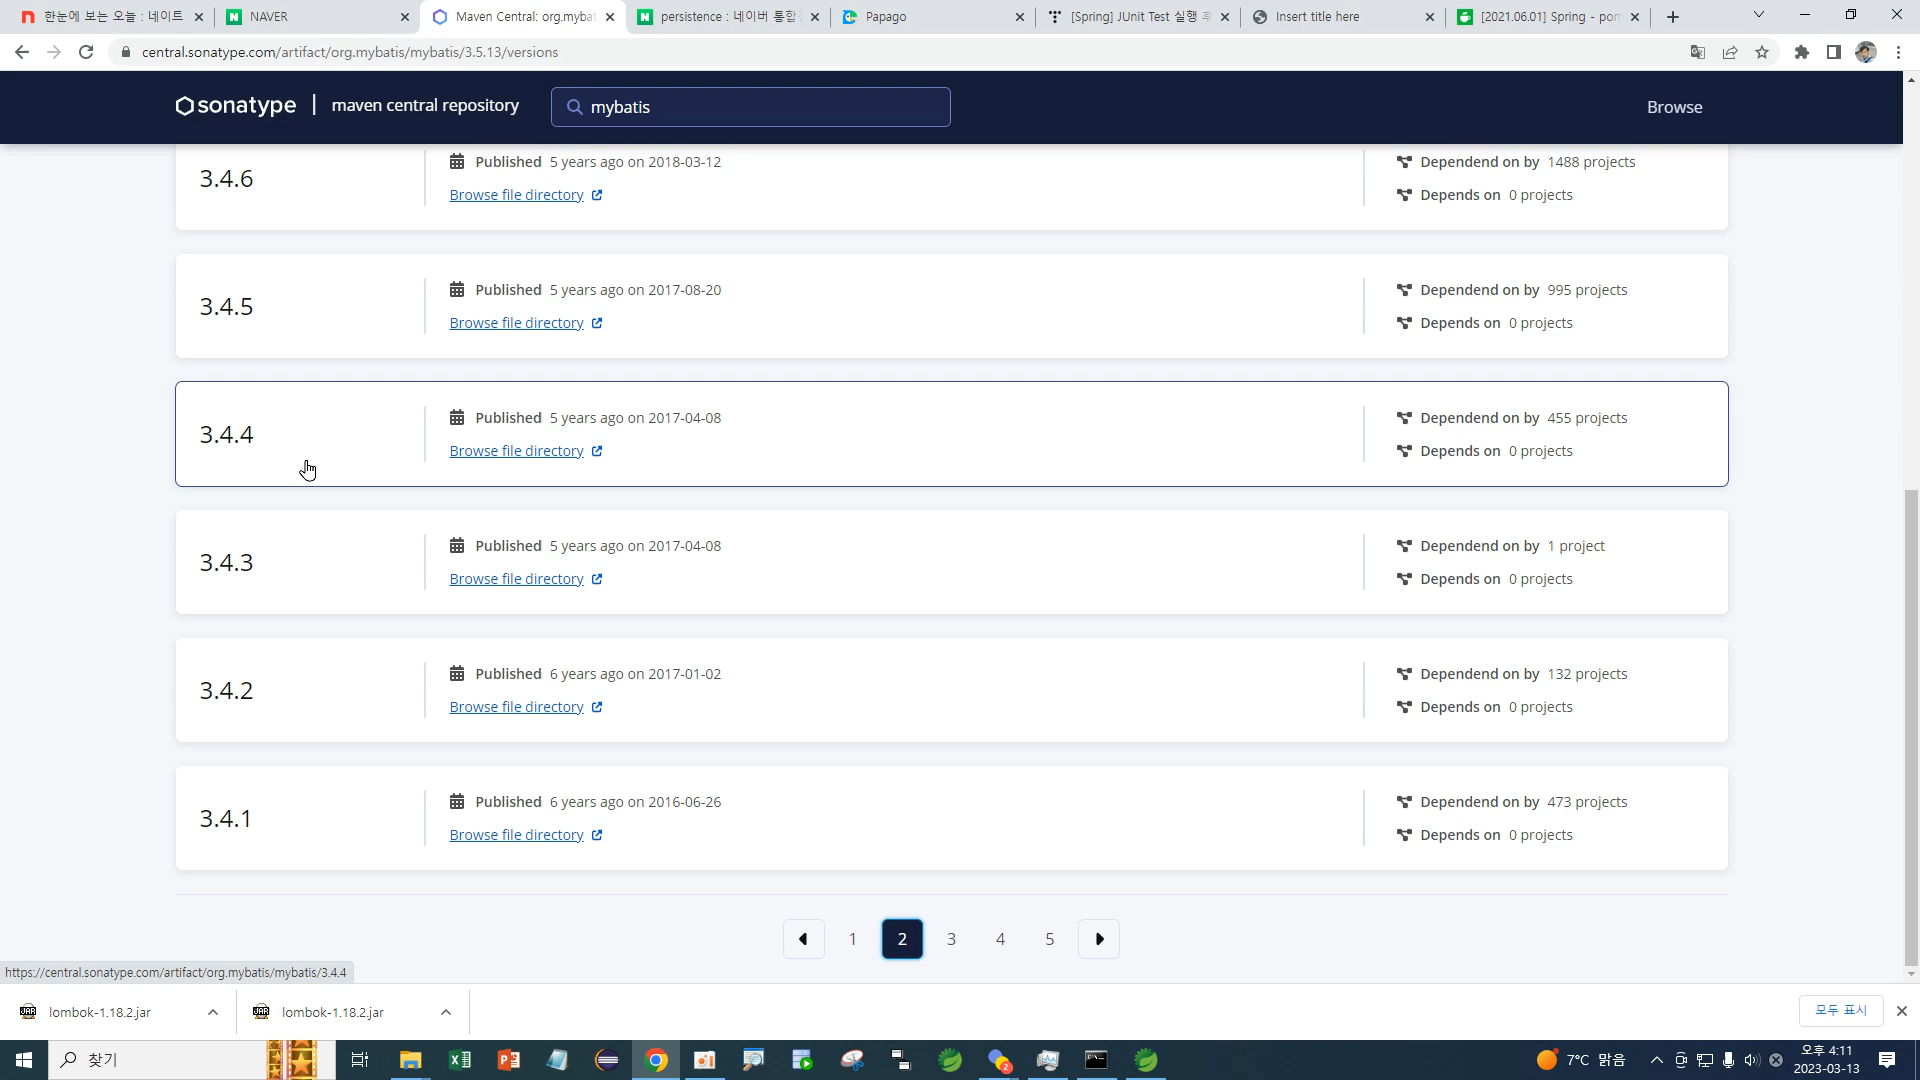 한눈에 보는 오늘 : 네이트
NAVER
Maven Central: org.mybat
persistence : 네이버 통합
Papago
[Spring] JUnit Test 실행 후
Insert title here
[2021.06.01] Spring - pom
central.sonatype.com/artifact/org.mybatis/mybatis/3.5.13/versions
sonatype | maven central repository
mybatis
Browse
3.4.6
Published 5 years ago on 2018-03-12
Browse file directory
Dependend on by 1488 projects
Depends on 0 projects
3.4.5
Published 5 years ago on 2017-08-20
Browse file directory
Dependend on by 995 projects
Depends on 0 projects
3.4.4
Published 5 years ago on 2017-04-08
Browse file directory
Dependend on by 455 projects
Depends on 0 projects
3.4.3
Published 5 years ago on 2017-04-08
Browse file directory
Dependend on by 1 project
Depends on 0 projects
3.4.2
Published 6 years ago on 2017-01-02
Browse file directory
Dependend on by 132 projects
Depends on 0 projects
3.4.1
Published 6 years ago on 2016-06-26
Browse file directory
Dependend on by 473 projects
Depends on 0 projects
1 2 3 4 5
https://central.sonatype.com/artifact/org.mybatis/mybatis/3.4.4
lombok-1.18.2.jar
lombok-1.18.2.jar
모두 표시
찾기
7°C 맑음
오후 4:11
2023-03-13